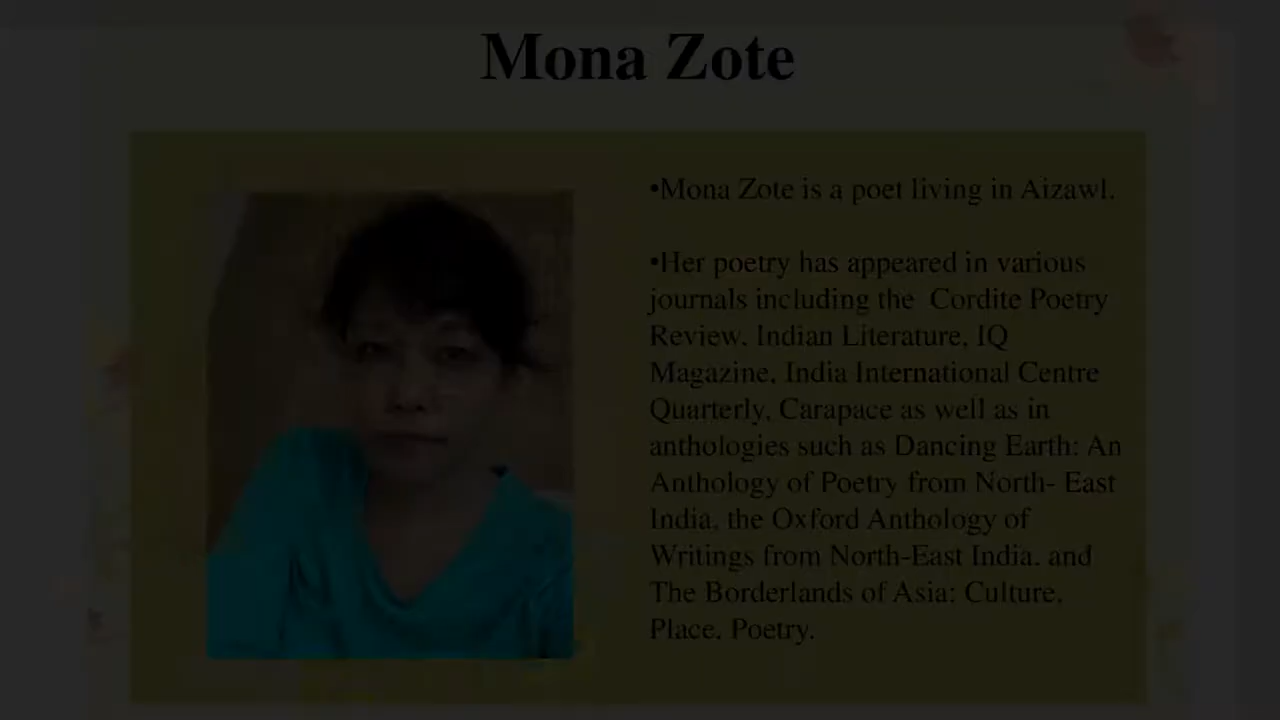 Mona Zote
•Mona Zote is a poet living in Aizawl.
•Her poetry has appeared in various
journals including the Cordite Poetry
Review, Indian Literature, IQ
Magazine, India International Centre
Quarterly, Carapace as well as in
anthologies such as Dancing Earth: An
Anthology of Poetry from North- East
India, the Oxford Anthology of
Writings from North-East India, and
The Borderlands of Asia: Culture,
Place, Poetry.